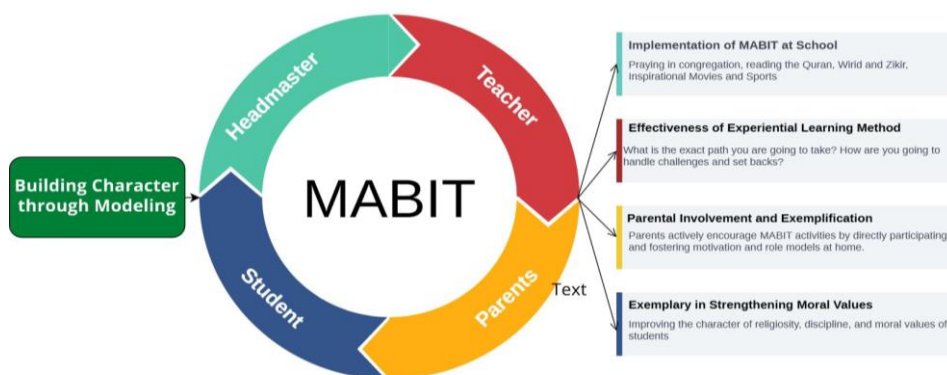 Building Character
through Modeling
Headmaster
Teacher
MABIT
Student
Parents
Text
Implementation of MABIT at School
Praying in congregation, reading the Quran, Wirid and Zikir,
Inspirational Movies and Sports
Effectiveness of Experiential Learning Method
What is the exact path you are going to take? How are you going to
handle challenges and set backs?
Parental Involvement and Exemplification
Parents actively encourage MABIT activities by directly participating
and fostering motivation and role models at home.
Exemplary in Strengthening Moral Values
Improving the character of religiosity, discipline, and moral values of
students